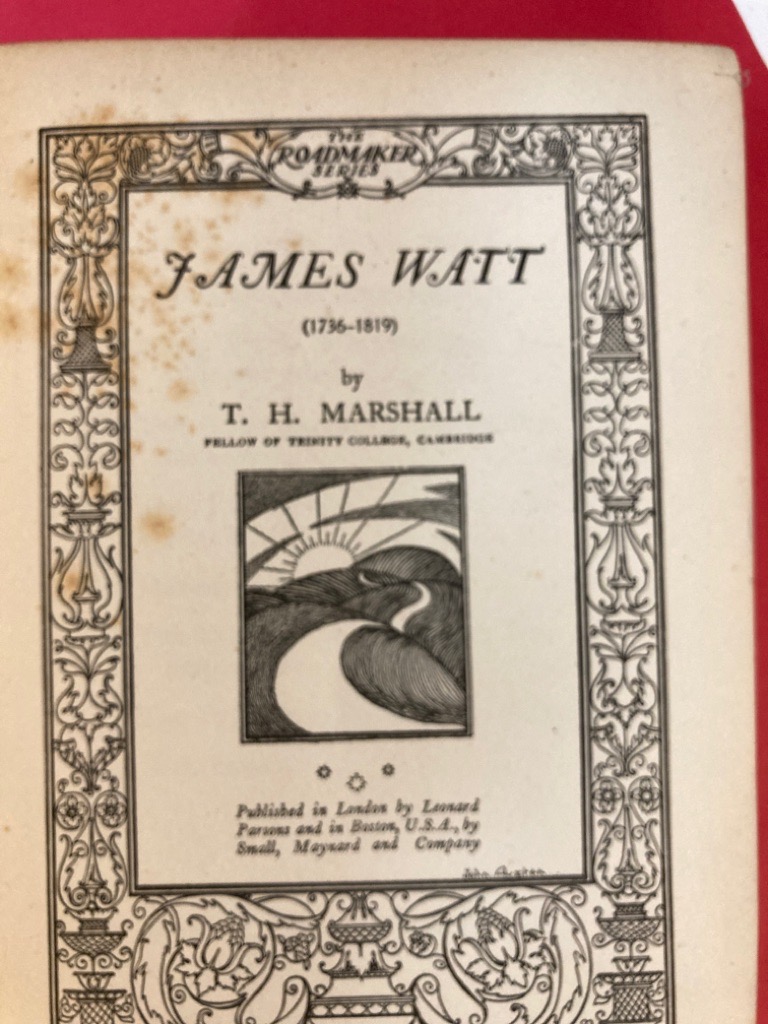 THE
ROADMAKER
SERIES
JAMES WATT
(1736-1819)
by
T. H. MARSHALL
FELLOW OF TRINITY COLLEGE, CAMBRIDGE
Published in London by Leonard
Parsons and in Boston, U.S.A., by
Small, Maynard and Company
John